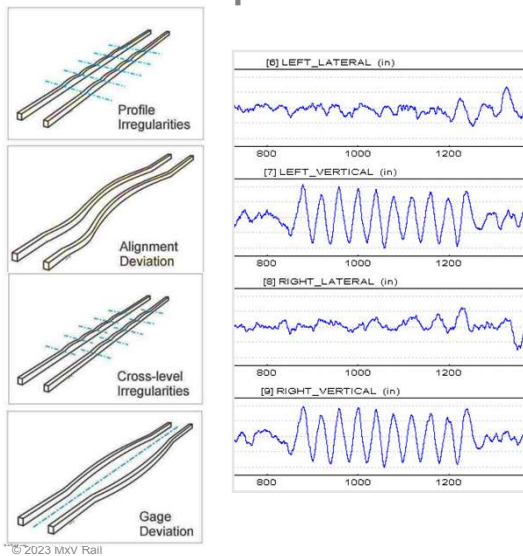 Profile
Irregularities
Alignment
Deviation
Cross-level
Irregularities
Gage
Deviation
© 2023 MxV Rail
[6] LEFT_LATERAL (in)
800 1000 1200
[7] LEFT_VERTICAL (in)
800 1000 1200
[8] RIGHT_LATERAL (in)
800 1000 1200
[9] RIGHT_VERTICAL (in)
800 1000 1200